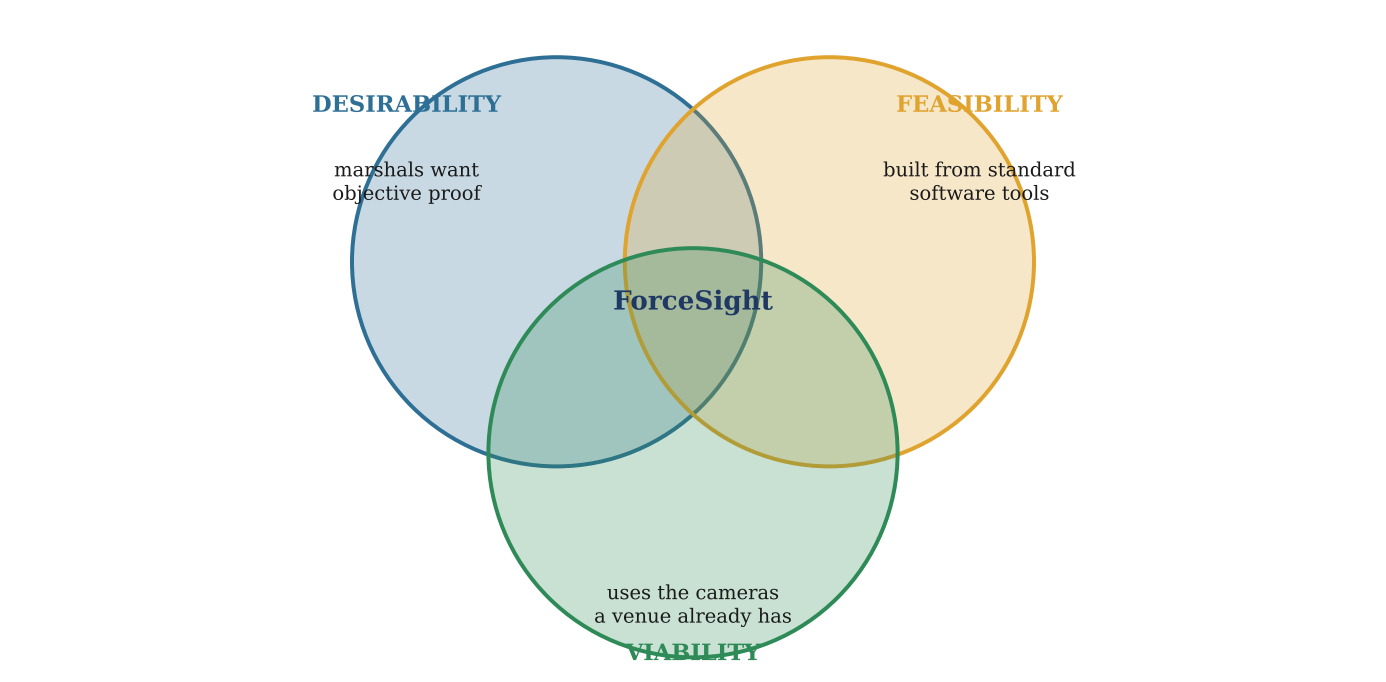 DESIRABILITY
marshals want
objective proof
FEASIBILITY
built from standard
software tools
ForceSight
uses the cameras
a venue already has
VIABILITY